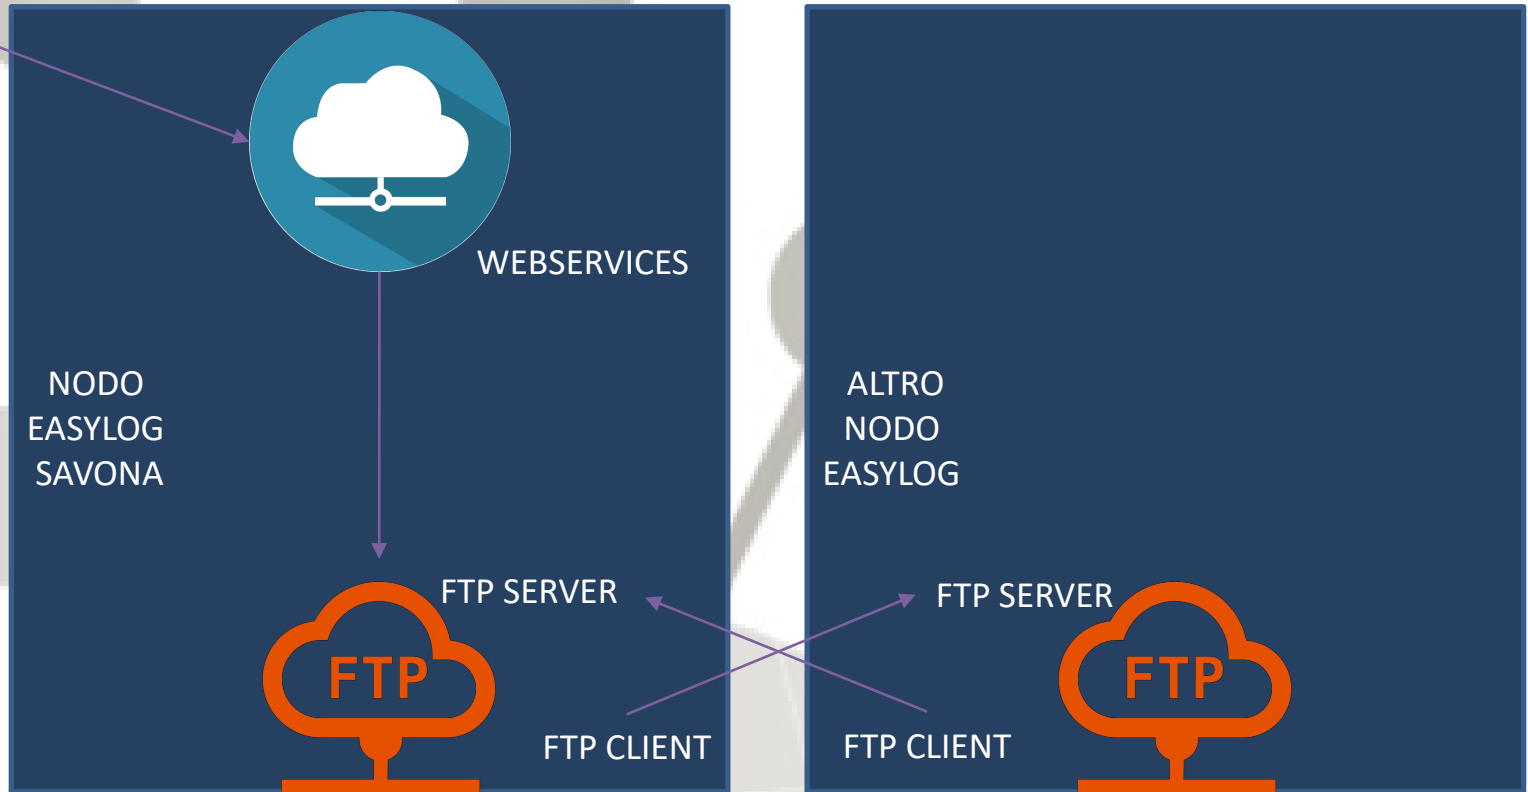 WEBSERVICES
NODO
EASYLOG
SAVONA
FTP SERVER
FTP
FTP CLIENT
ALTRO
NODO
EASYLOG
FTP SERVER
FTP
FTP CLIENT